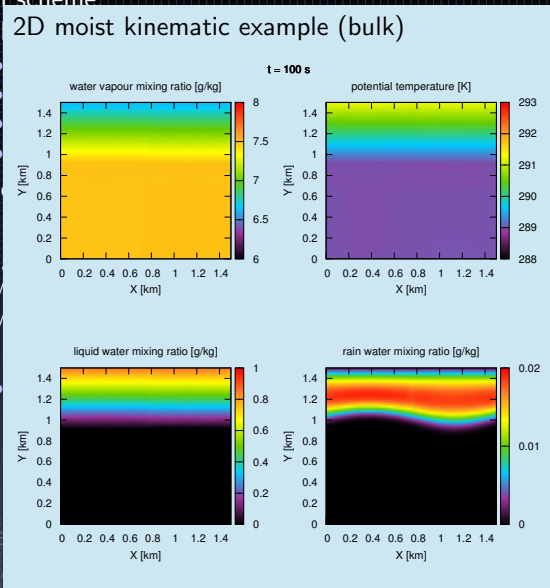 scheme
2D moist kinematic example (bulk)
t = 100 s
water vapour mixing ratio [g/kg]
potential temperature [K]
1.4
1.2
1
0.8
0.6
0.4
0.2
0
Y [km]
0 0.2 0.4 0.6 0.8 1 1.2 1.4
X [km]
8
7.5
7
6.5
6
1.4
1.2
1
0.8
0.6
0.4
0.2
0
Y [km]
0 0.2 0.4 0.6 0.8 1 1.2 1.4
X [km]
293
292
291
290
289
288
liquid water mixing ratio [g/kg]
rain water mixing ratio [g/kg]
1.4
1.2
1
0.8
0.6
0.4
0.2
0
Y [km]
0 0.2 0.4 0.6 0.8 1 1.2 1.4
X [km]
1
0.8
0.6
0.4
0.2
0
1.4
1.2
1
0.8
0.6
0.4
0.2
0
Y [km]
0 0.2 0.4 0.6 0.8 1 1.2 1.4
X [km]
0.02
0.01
0